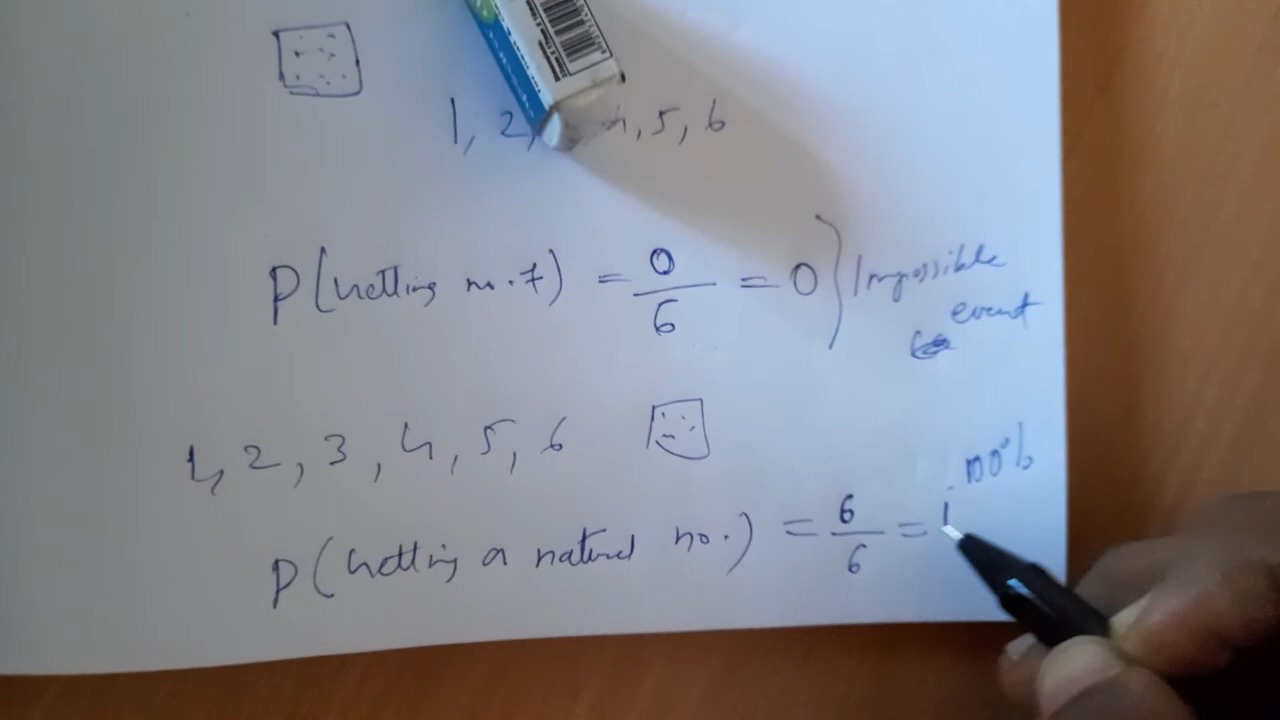 1, 2, 4, 5, 6
P(Getting no. 7) = 0/6 = 0 } Impossible
event
1, 2, 3, 4, 5, 6
100%
P(Getting a natural no.) = 6/6 = 1